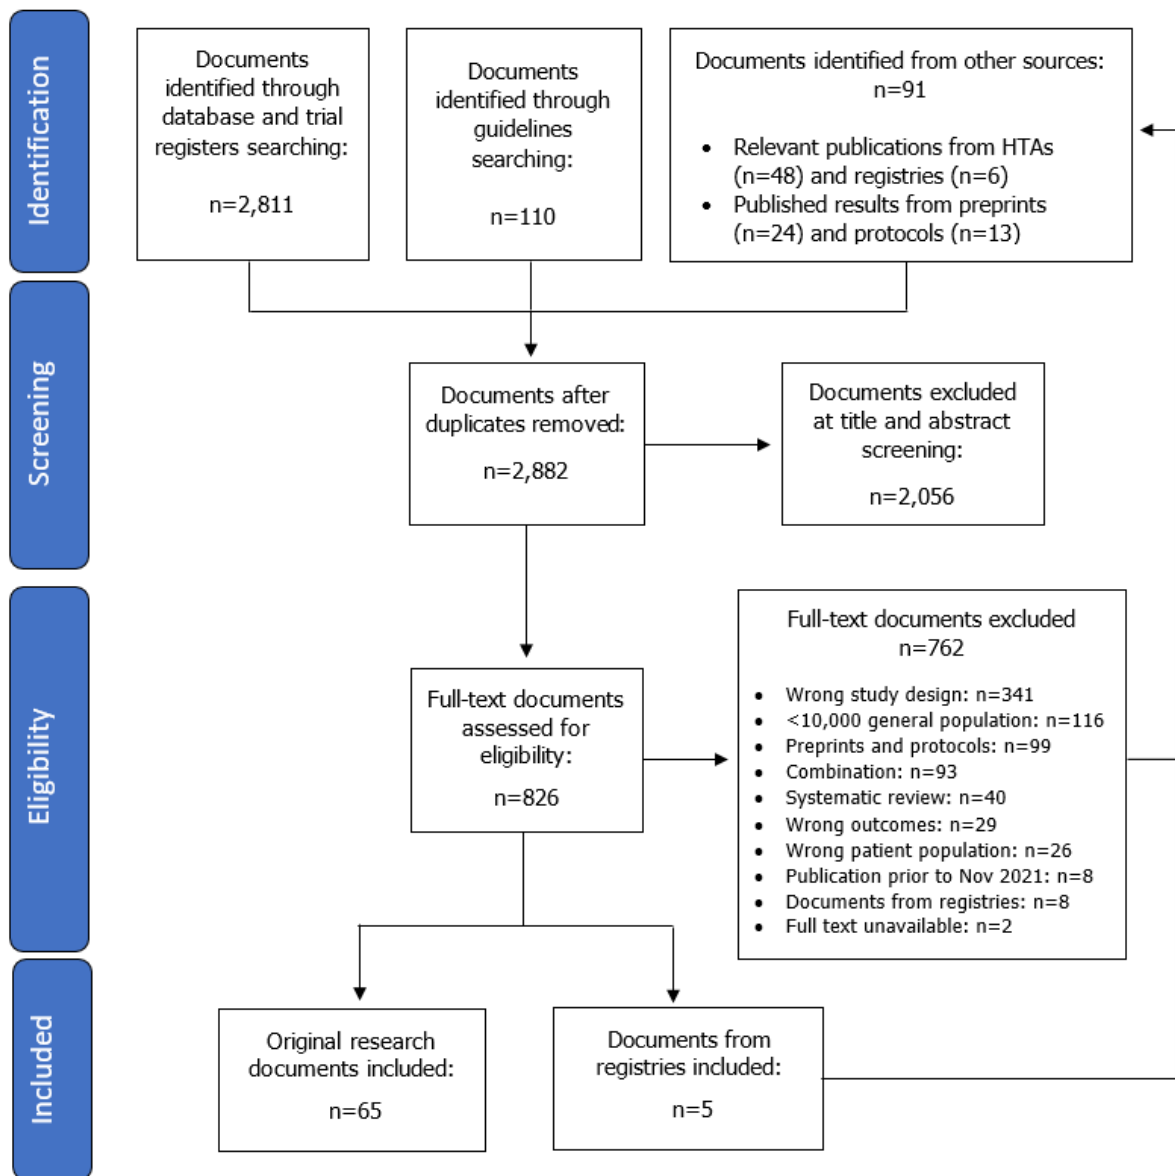 Identification
Documents
identified through
database and trial
registers searching:
n=2,811
Documents
identified through
guidelines
searching:
n=110
Documents identified from other sources:
n=91
• Relevant publications from HTAs
(n=48) and registries (n=6)
• Published results from preprints
(n=24) and protocols (n=13)
Screening
Documents after
duplicates removed:
n=2,882
Documents excluded
at title and abstract
screening:
n=2,056
Eligibility
Full-text documents
assessed for
eligibility:
n=826
Full-text documents excluded
n=762
• Wrong study design: n=341
• <10,000 general population: n=116
• Preprints and protocols: n=99
• Combination: n=93
• Systematic review: n=40
• Wrong outcomes: n=29
• Wrong patient population: n=26
• Publication prior to Nov 2021: n=8
• Documents from registries: n=8
• Full text unavailable: n=2
Included
Original research
documents included:
n=65
Documents from
registries included:
n=5